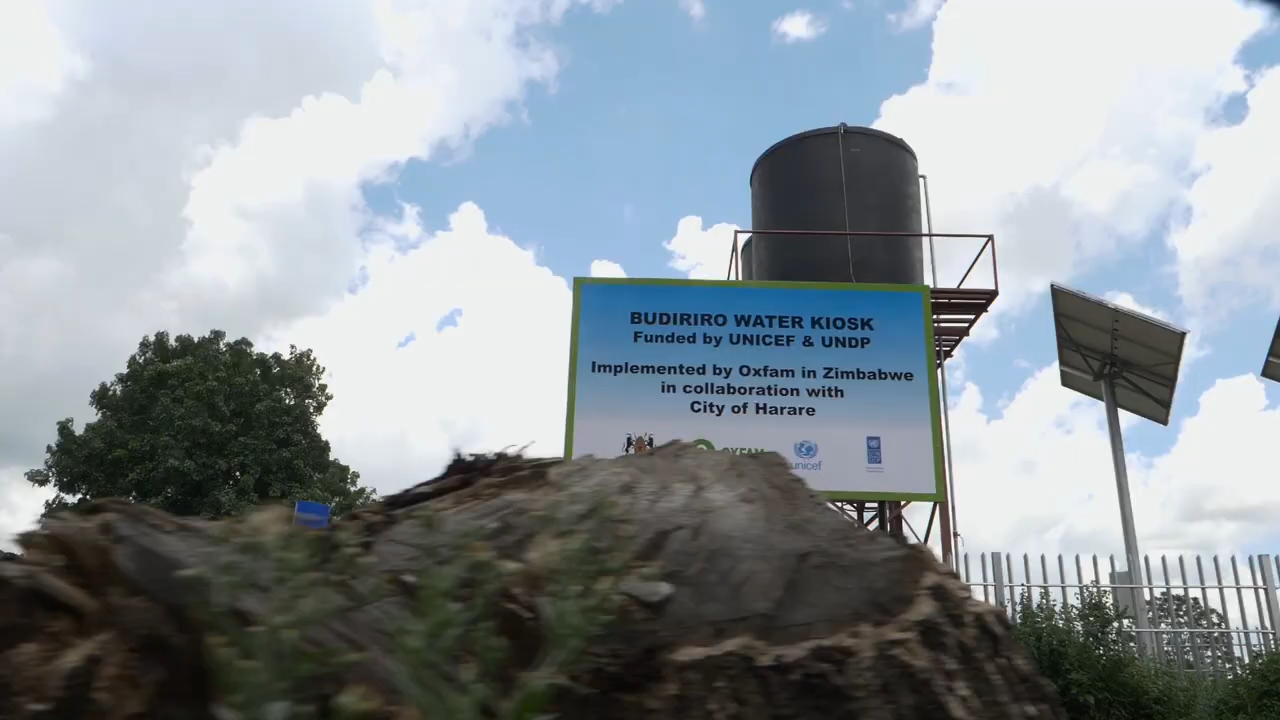 BUDIRIRO WATER KIOSK
Funded by UNICEF & UNDP
Implemented by Oxfam in Zimbabwe
in collaboration with
City of Harare
OXFAM
unicef